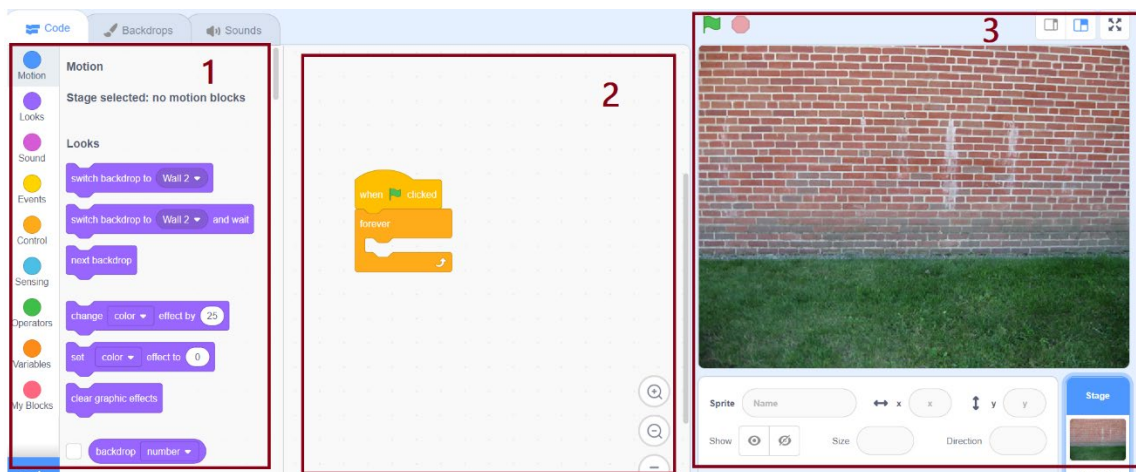 Code
Backdrops
Sounds
1
Motion
Looks
Sound
Events
Control
Sensing
Operators
Variables
My Blocks
Motion
Stage selected: no motion blocks
Looks
switch backdrop to Wall 2
switch backdrop to Wall 2 and wait
next backdrop
change color effect by 25
set color effect to 0
clear graphic effects
backdrop number
2
when clicked
forever
3
Sprite Name x x y y
Show Size Direction
Stage